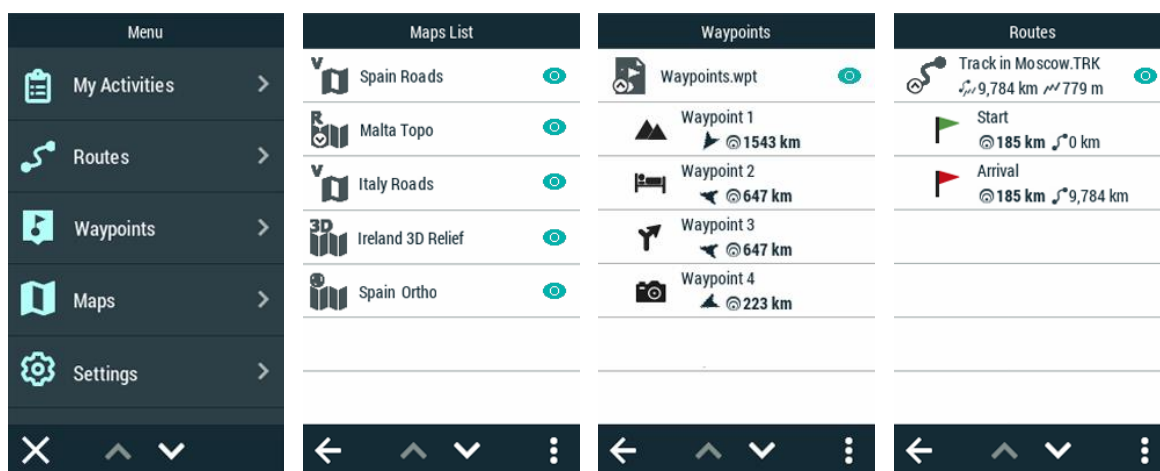 Menu
My Activities
Routes
Waypoints
Maps
Settings
Maps List
V
Spain Roads
R
Malta Topo
V
Italy Roads
3D
Ireland 3D Relief
Spain Ortho
Waypoints
Waypoints.wpt
Waypoint 1
1543 km
Waypoint 2
647 km
Waypoint 3
647 km
Waypoint 4
223 km
Routes
Track in Moscow.TRK
9,784 km 779 m
Start
185 km 0 km
Arrival
185 km 9,784 km